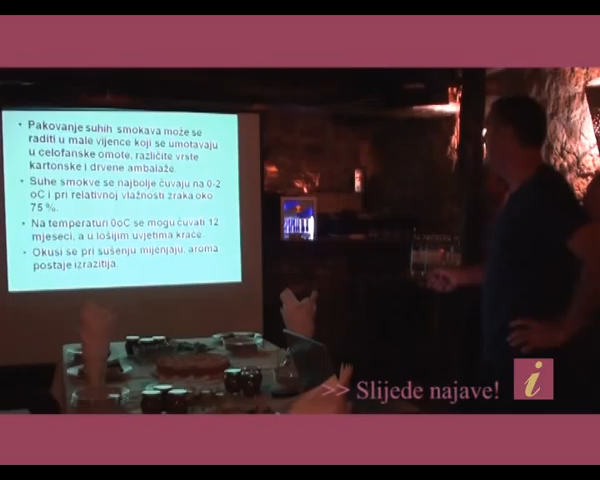 • Pakovanje suhih smokava može se
raditi u male vijence koji se umotavaju
u celofanske omote, različite vrste
kartonske i drvene ambalaže.
• Suhe smokve se najbolje čuvaju na 0-2
oC i pri relativnoj vlažnosti zraka oko
75 %.
• Na temperaturi 0oC se mogu čuvati 12
mjeseci, a u lošijim uvjetima kraće.
• Okusi se pri sušenju mijenjaju, aroma
postaje izrazitija.
>> Slijede najave!
i